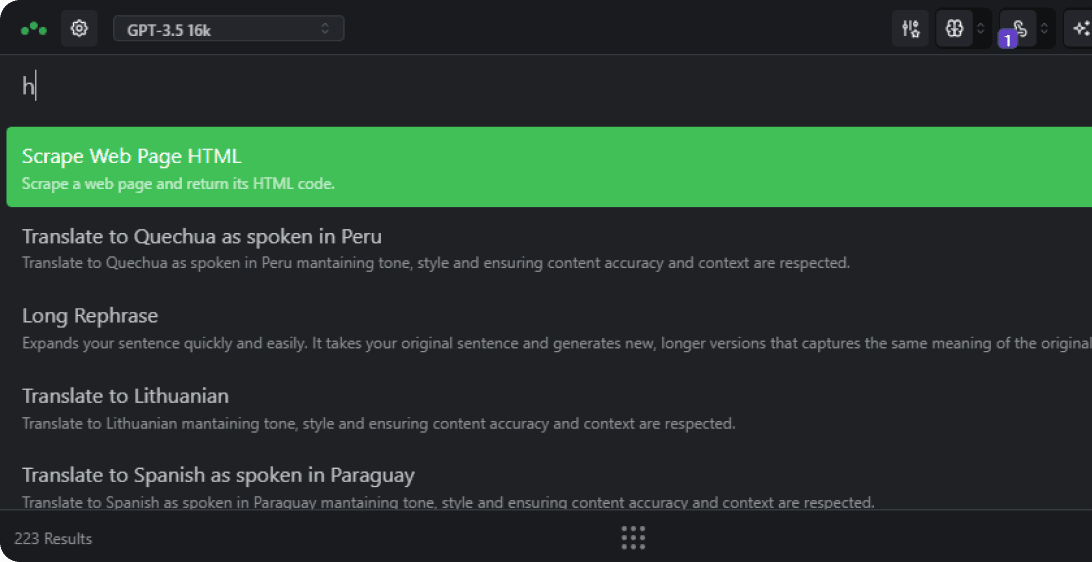 GPT-3.5 16k
1
h
Scrape Web Page HTML
Scrape a web page and return its HTML code.
Translate to Quechua as spoken in Peru
Translate to Quechua as spoken in Peru mantaining tone, style and ensuring content accuracy and context are respected.
Long Rephrase
Expands your sentence quickly and easily. It takes your original sentence and generates new, longer versions that captures the same meaning of the original
Translate to Lithuanian
Translate to Lithuanian mantaining tone, style and ensuring content accuracy and context are respected.
Translate to Spanish as spoken in Paraguay
Translate to Spanish as spoken in Paraguay mantaining tone, style and ensuring content accuracy and context are respected.
223 Results